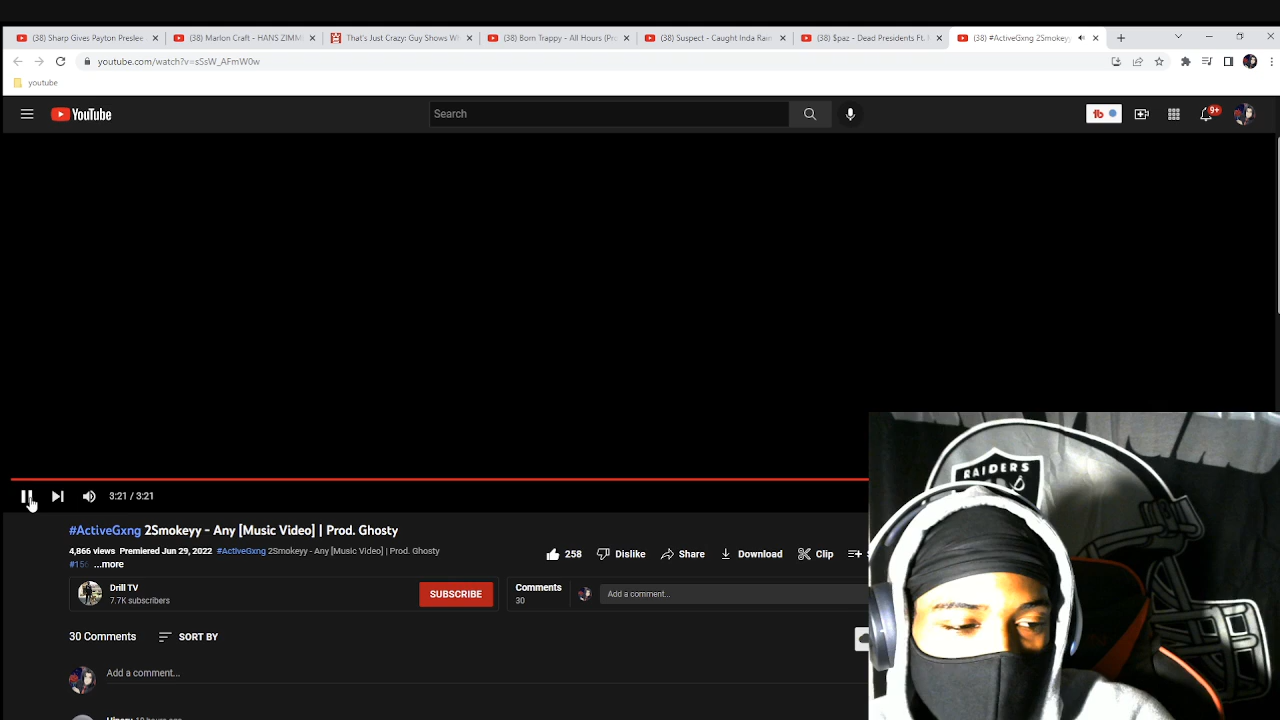 (38) Sharp Gives Payton Preslee
(38) Marlon Craft - HANS ZIMM
That's Just Crazy: Guy Shows W
(38) Born Trappy - All Hours (Pr
(38) Suspect - Caught Inda Rain
(38) $paz - Dead Presidents Ft.
(38) #ActiveGxng 2Smokeyy
youtube.com/watch?v=sSsW_AFmW0w
youtube
YouTube
Search
tb
9+
3:21 / 3:21
#ActiveGxng 2Smokeyy - Any [Music Video] | Prod. Ghosty
4,866 views Premiered Jun 29, 2022 #ActiveGxng 2Smokeyy - Any [Music Video] | Prod. Ghosty
...more
258
Dislike
Share
Download
Clip
Drill TV
7.7K subscribers
SUBSCRIBE
Comments
30
Add a comment...
30 Comments
SORT BY
Add a comment...
RAIDERS